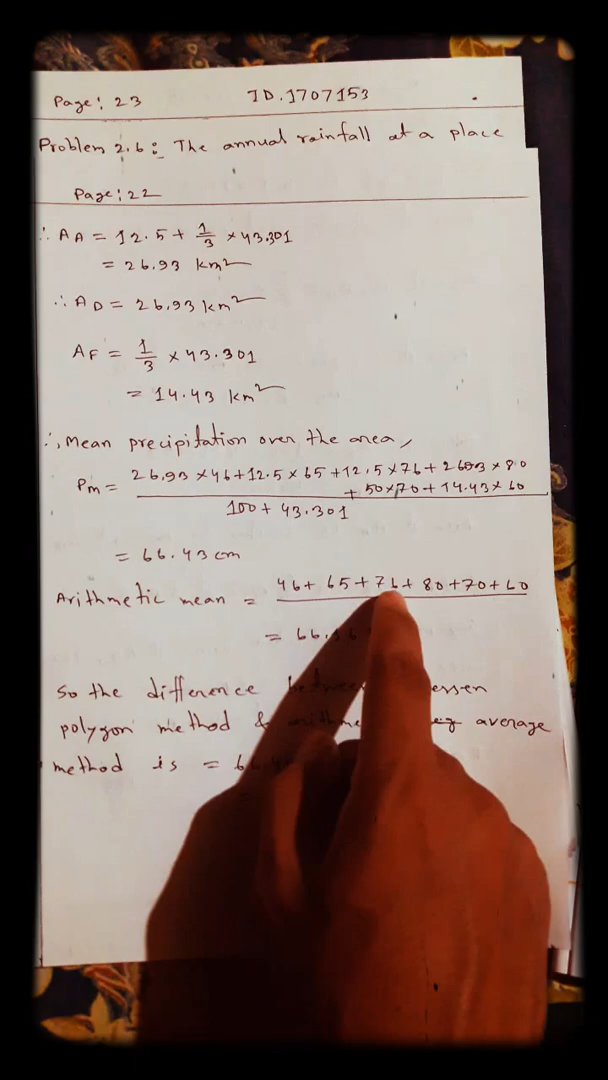 Page: 23 ID.1707153
Problem 2.6: The annual rainfall at a place
Page: 22
∴ AA = 12.5 + 1/3 × 43.301
= 26.93 km²
∴ AD = 26.93 km²
AF = 1/3 × 43.301
= 14.43 km²
∴, Mean precipitation over the area,
Pm = 26.93 × 46 + 12.5 × 65 + 12.5 × 76 + 26.93 × 80
+ 50×70 + 14.43 × 60
100 + 43.301
= 66.43 cm
Arithmetic mean = 46 + 65 + 76 + 80 + 70 + 60
= 66.16
So the difference
polygon method & average
method is =